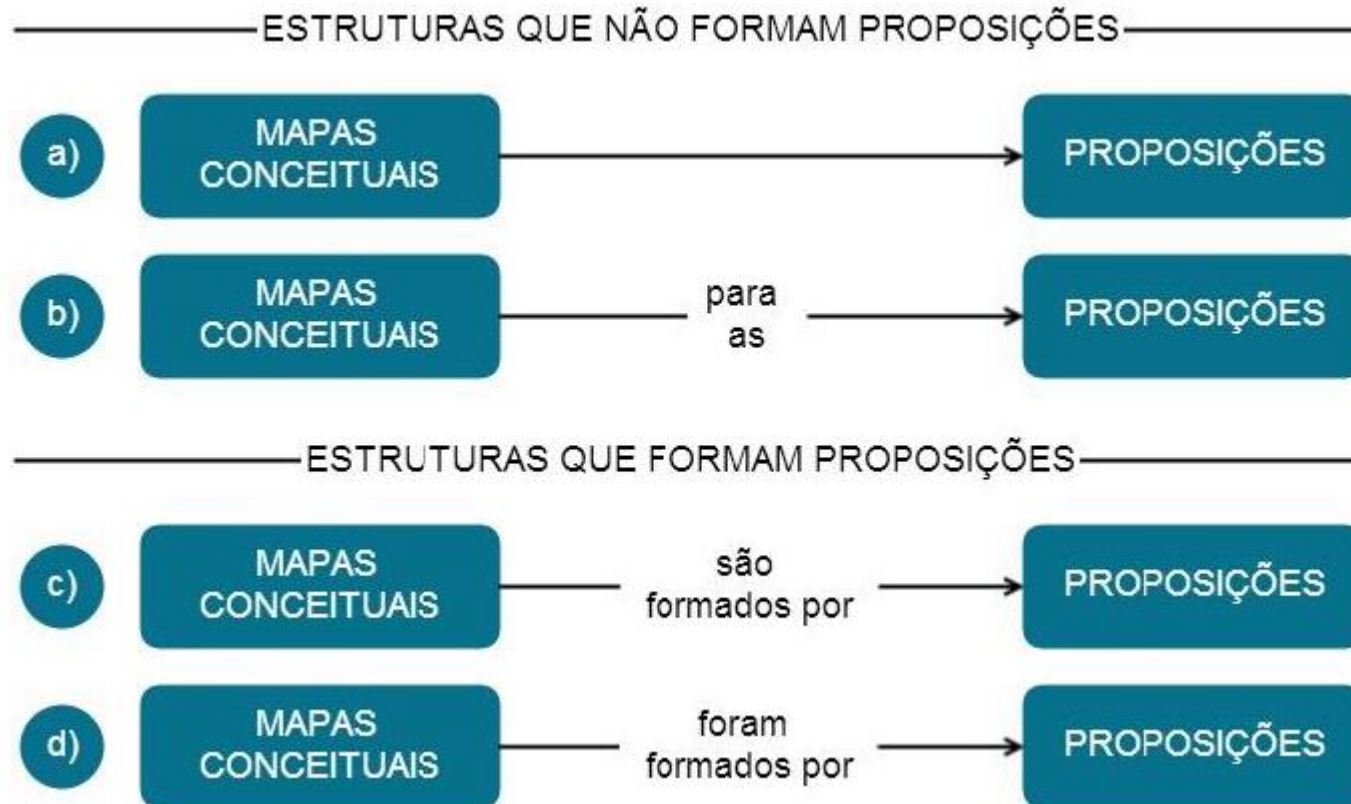 ESTRUTURAS QUE NÃO FORMAM PROPOSIÇÕES
a)
MAPAS
CONCEITUAIS
PROPOSIÇÕES
b)
MAPAS
CONCEITUAIS
para
as
PROPOSIÇÕES
ESTRUTURAS QUE FORMAM PROPOSIÇÕES
c)
MAPAS
CONCEITUAIS
são
formados por
PROPOSIÇÕES
d)
MAPAS
CONCEITUAIS
foram
formados por
PROPOSIÇÕES